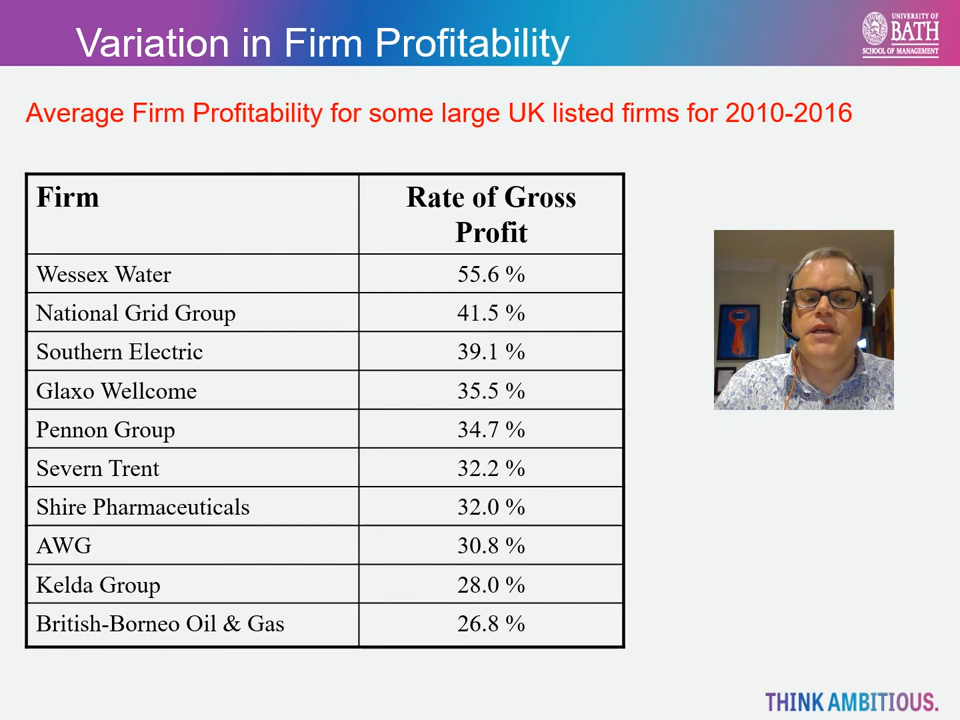 Variation in Firm Profitability
UNIVERSITY OF
BATH
SCHOOL OF MANAGEMENT
Average Firm Profitability for some large UK listed firms for 2010-2016
Firm
Rate of Gross
Profit
Wessex Water 55.6 %
National Grid Group 41.5 %
Southern Electric 39.1 %
Glaxo Wellcome 35.5 %
Pennon Group 34.7 %
Severn Trent 32.2 %
Shire Pharmaceuticals 32.0 %
AWG 30.8 %
Kelda Group 28.0 %
British-Borneo Oil & Gas 26.8 %
THINK AMBITIOUS.